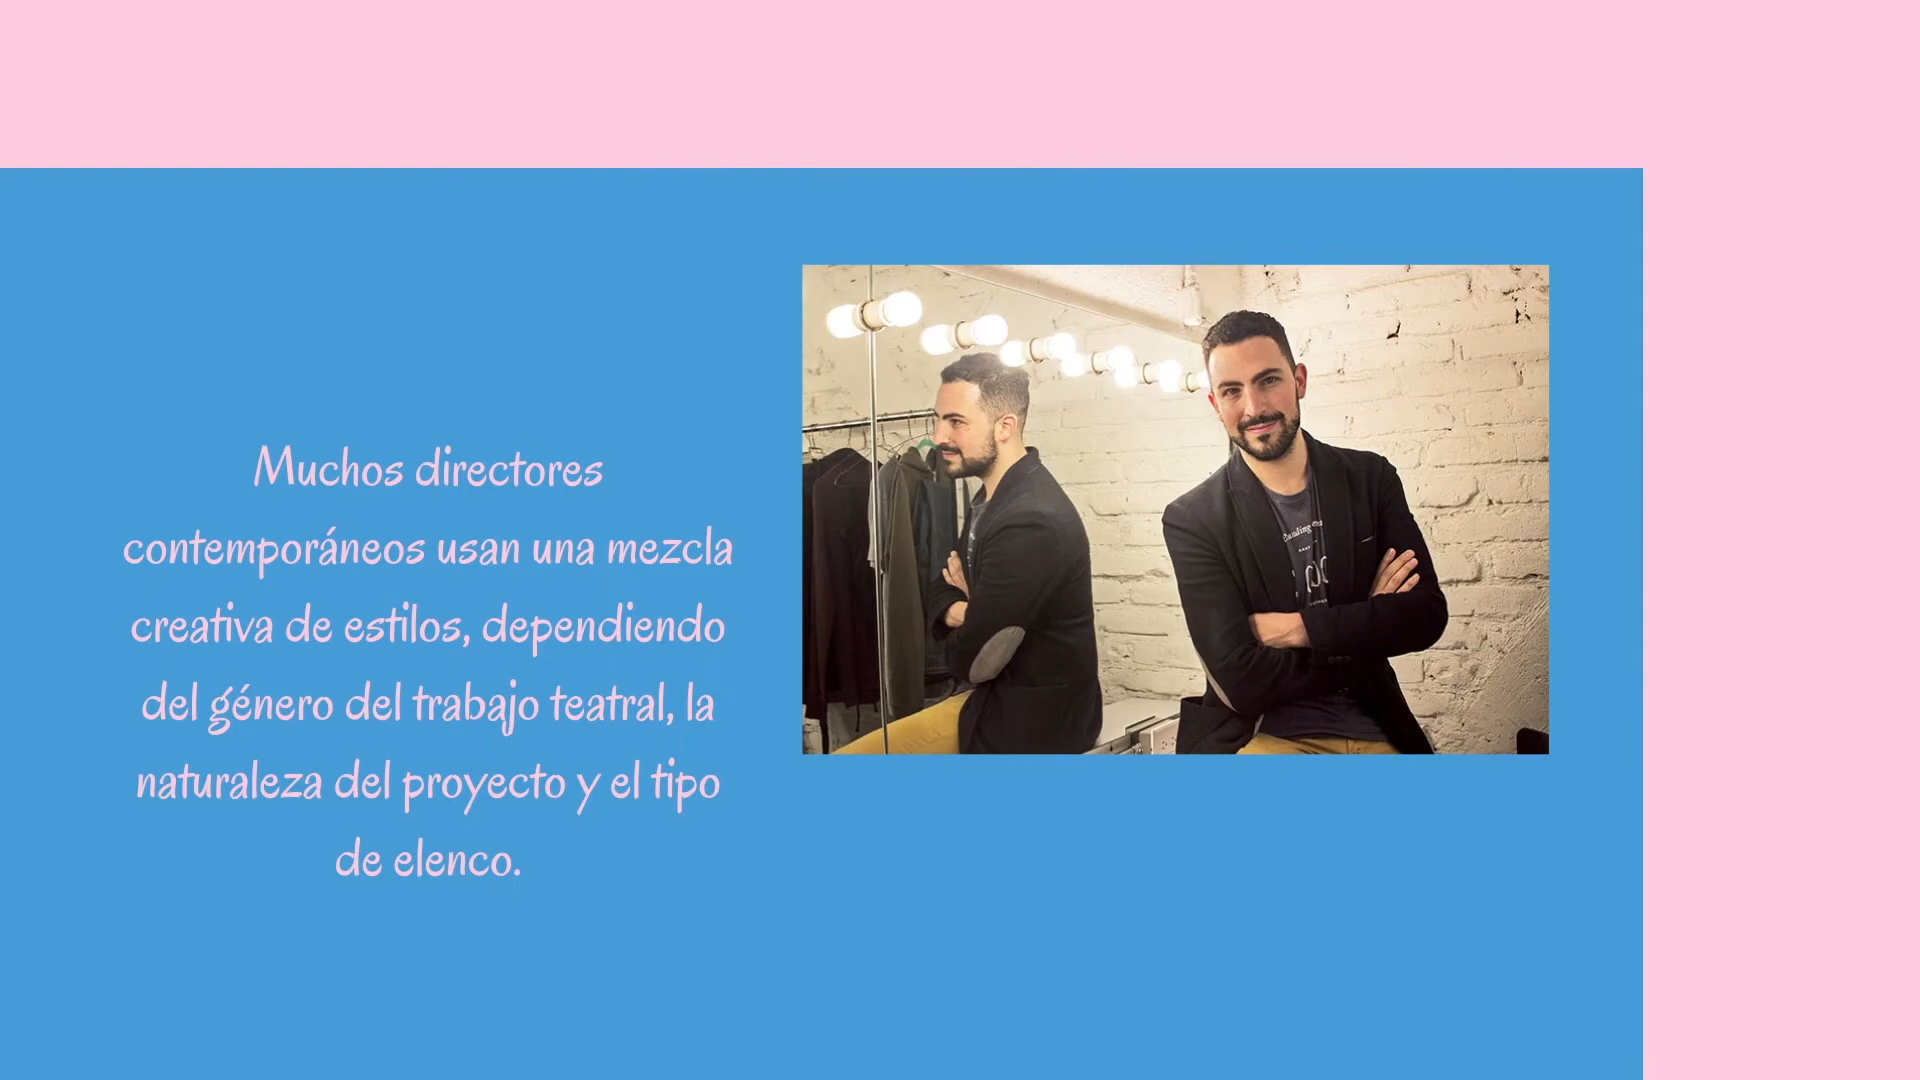 Muchos directores
contemporáneos usan una mezcla
creativa de estilos, dependiendo
del género del trabajo teatral, la
naturaleza del proyecto y el tipo
de elenco.